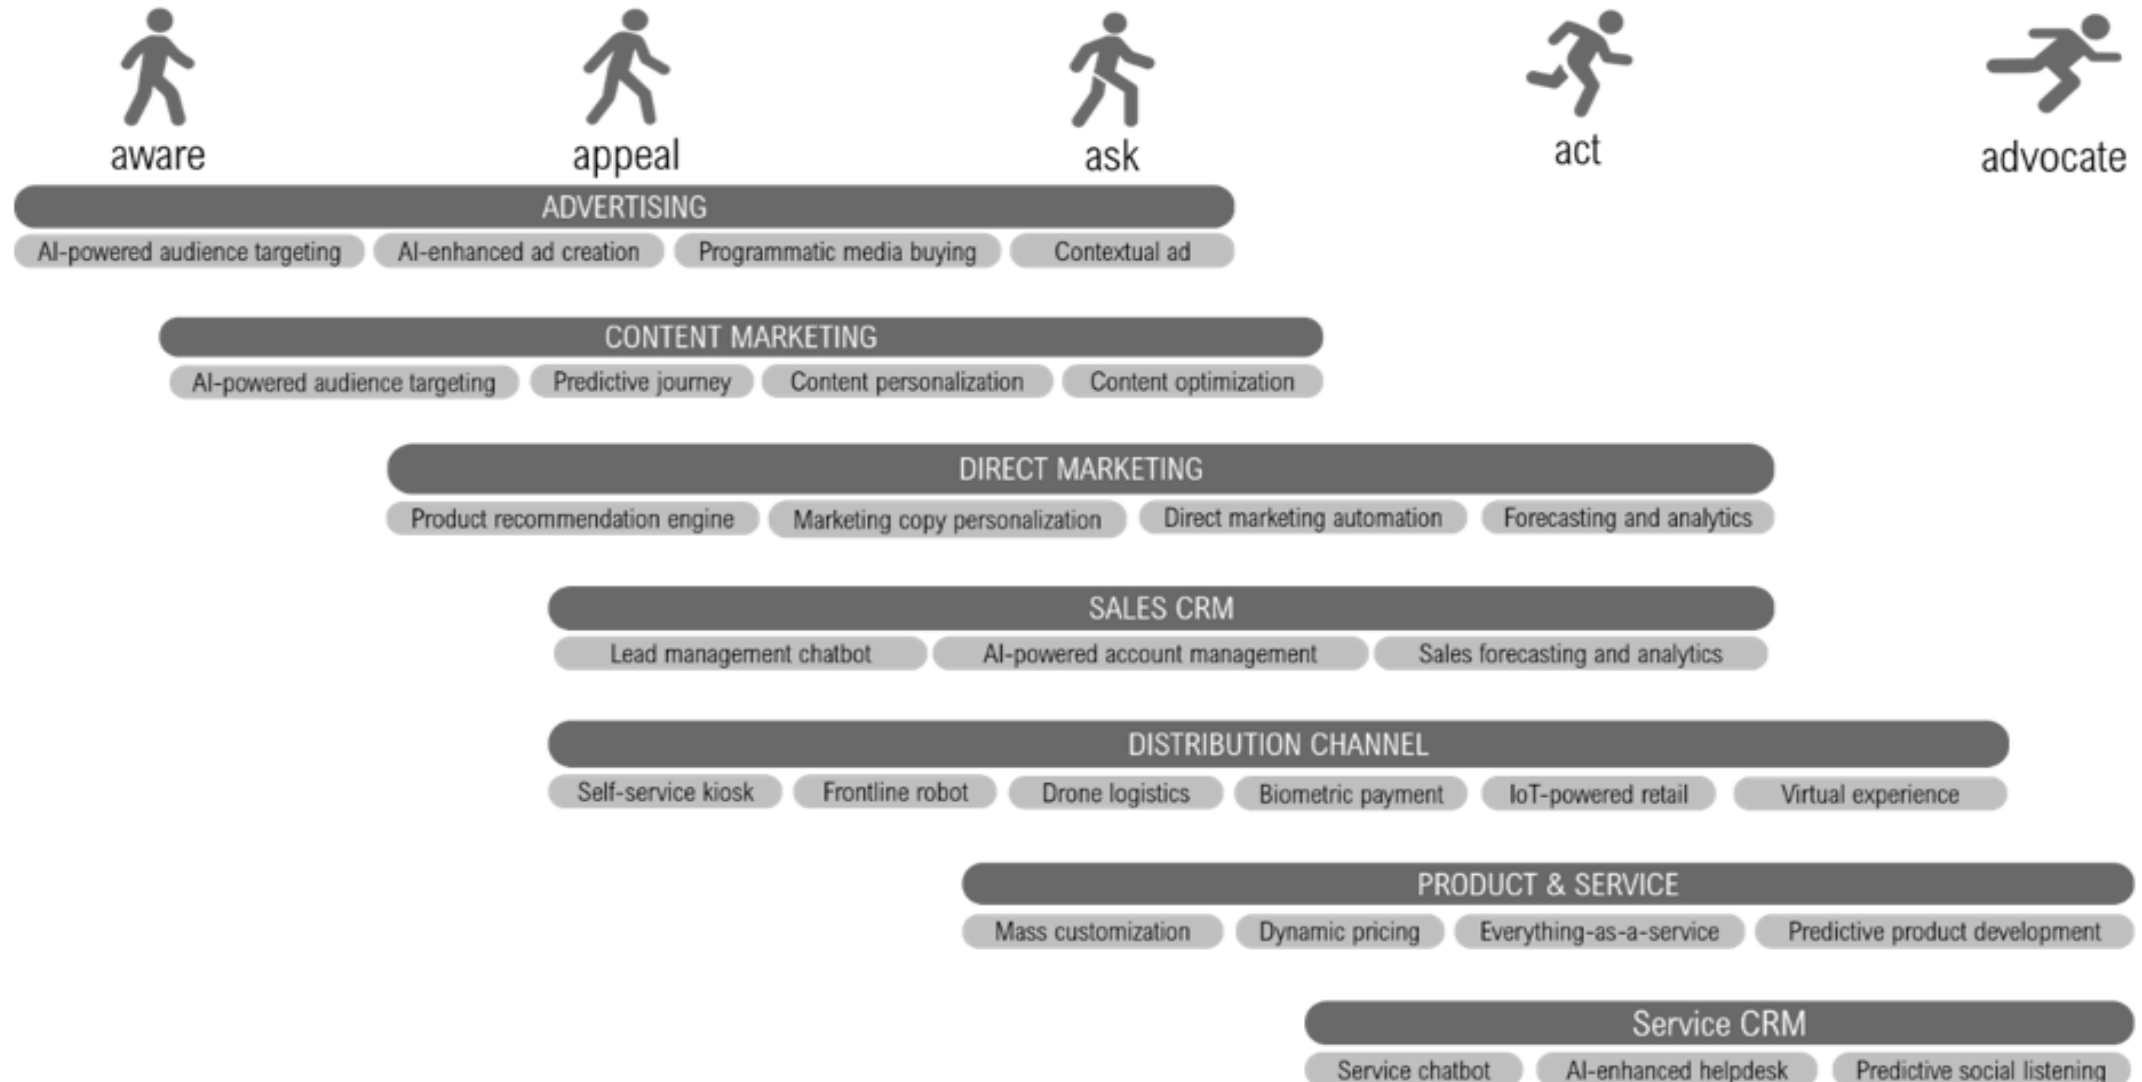 aware appeal ask act advocate
ADVERTISING
AI-powered audience targeting AI-enhanced ad creation Programmatic media buying Contextual ad
CONTENT MARKETING
AI-powered audience targeting Predictive journey Content personalization Content optimization
DIRECT MARKETING
Product recommendation engine Marketing copy personalization Direct marketing automation Forecasting and analytics
SALES CRM
Lead management chatbot AI-powered account management Sales forecasting and analytics
DISTRIBUTION CHANNEL
Self-service kiosk Frontline robot Drone logistics Biometric payment IoT-powered retail Virtual experience
PRODUCT & SERVICE
Mass customization Dynamic pricing Everything-as-a-service Predictive product development
Service CRM
Service chatbot AI-enhanced helpdesk Predictive social listening